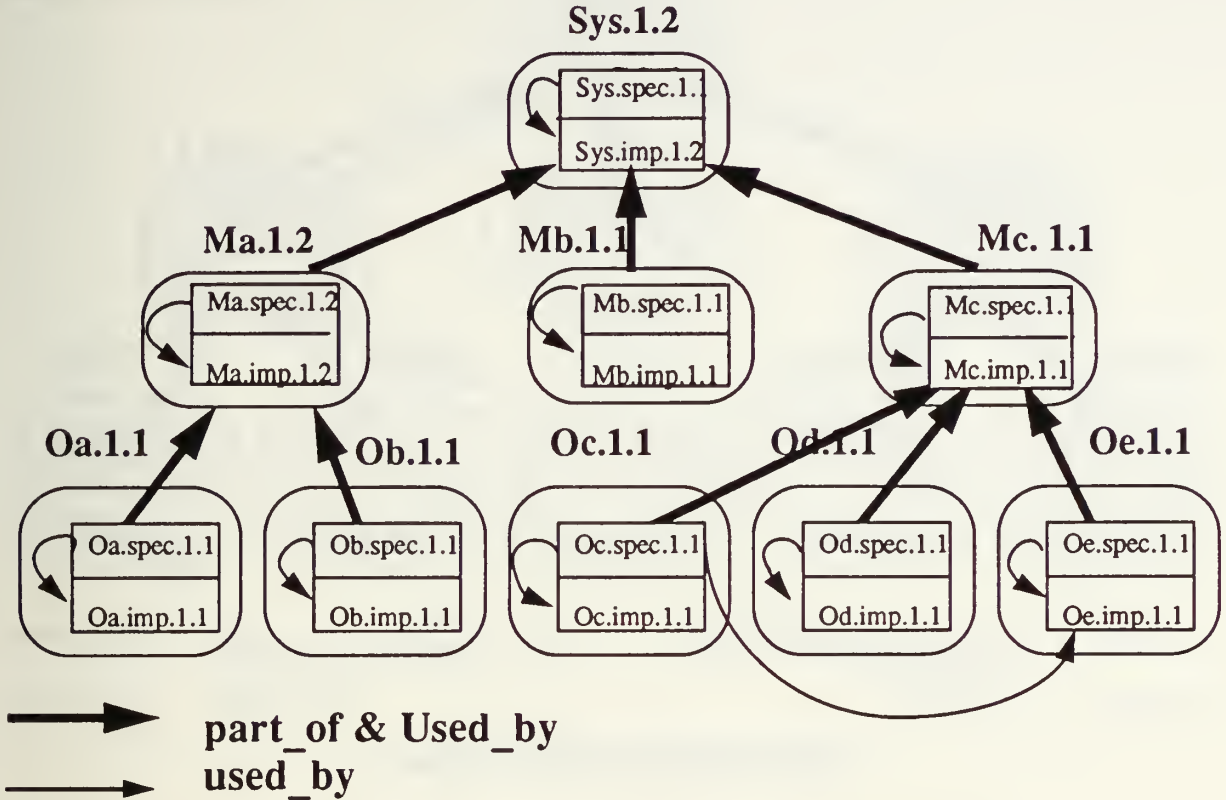 Sys.1.2
Sys.spec.1.1
Sys.imp.1.2
Ma.1.2
Mb.1.1
Mc. 1.1
Ma.spec.1.2
Mb.spec.1.1
Mc.spec.1.1
Ma.imp.1.2
Mb.imp.1.1
Mc.imp.1.1
Oa.1.1
Ob.1.1
Oc.1.1
Od.1.1
Oe.1.1
Oa.spec.1.1
Ob.spec.1.1
Oc.spec.1.1
Od.spec.1.1
Oe.spec.1.1
Oa.imp.1.1
Ob.imp.1.1
Oc.imp.1.1
Od.imp.1.1
Oe.imp.1.1
part_of & Used_by
used_by